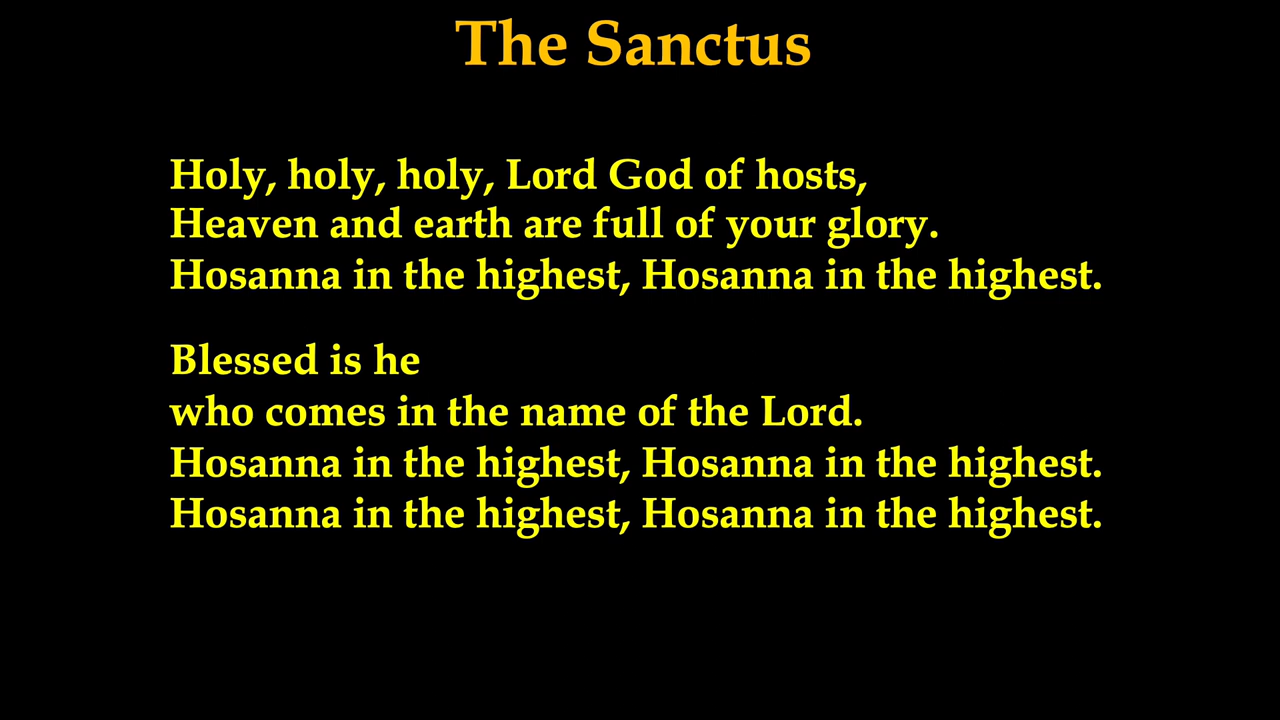 The Sanctus
Holy, holy, holy, Lord God of hosts,
Heaven and earth are full of your glory.
Hosanna in the highest, Hosanna in the highest.
Blessed is he
who comes in the name of the Lord.
Hosanna in the highest, Hosanna in the highest.
Hosanna in the highest, Hosanna in the highest.